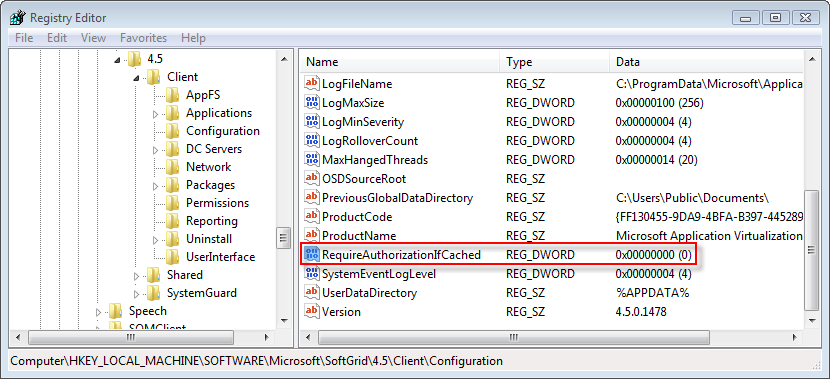 Registry Editor
File Edit View Favorites Help
4.5
Client
AppFS
Applications
Configuration
DC Servers
Network
Packages
Permissions
Reporting
Uninstall
UserInterface
Shared
SystemGuard
Speech
SQMClient
Name Type Data
LogFileName REG_SZ C:\ProgramData\Microsoft\Applica
LogMaxSize REG_DWORD 0x00000100 (256)
LogMinSeverity REG_DWORD 0x00000004 (4)
LogRolloverCount REG_DWORD 0x00000004 (4)
MaxHangedThreads REG_DWORD 0x00000014 (20)
OSDSourceRoot REG_SZ
PreviousGlobalDataDirectory REG_SZ C:\Users\Public\Documents\
ProductCode REG_SZ {FF130455-9DA9-4BFA-B397-445289
ProductName REG_SZ Microsoft Application Virtualization
RequireAuthorizationIfCached REG_DWORD 0x00000000 (0)
SystemEventLogLevel REG_DWORD 0x00000004 (4)
UserDataDirectory REG_SZ %APPDATA%
Version REG_SZ 4.5.0.1478
Computer\HKEY_LOCAL_MACHINE\SOFTWARE\Microsoft\SoftGrid\4.5\Client\Configuration